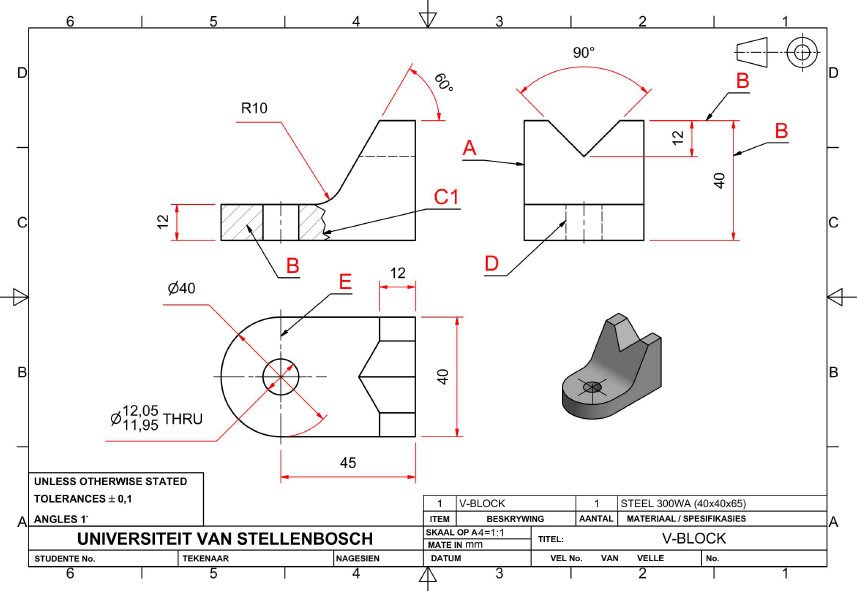 6 5 4 3 2 1
D D
90°
B
60°
R10
B
12
A
40
C1
C C
12
B
D
E
12
Ø40
B B
40
Ø12,05
11,95 THRU
45
UNLESS OTHERWISE STATED
TOLERANCES ± 0,1
ANGLES 1°
A A
1 V-BLOCK 1 STEEL 300WA (40x40x65)
ITEM BESKRYWING AANTAL MATERIAAL / SPESIFIKASIES
UNIVERSITEIT VAN STELLENBOSCH
SKAAL OP A4=1:1
MATE IN mm
TITEL:
V-BLOCK
STUDENTE No. TEKENAAR NAGESIEN DATUM VEL No. VAN VELLE No.
6 5 4 3 2 1